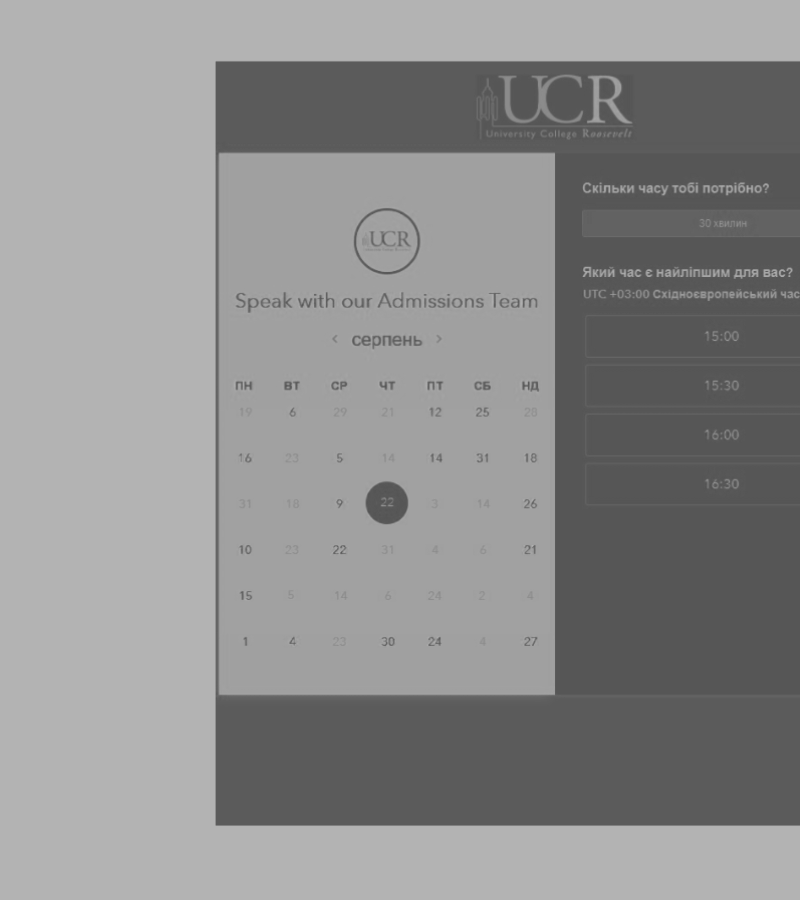 UCR
University College Roosevelt
UCR
Speak with our Admissions Team
‹ серпень ›
ПН ВТ СР ЧТ ПТ СБ НД
19 6 29 21 12 25 28
16 23 5 14 14 31 18
31 18 9 22 3 14 26
10 23 22 31 4 6 21
15 5 14 6 24 2 4
1 4 23 30 24 4 27
Скільки часу тобі потрібно?
30 хвилин
Який час є найліпшим для вас?
UTC +03:00 Східноєвропейський час
15:00
15:30
16:00
16:30